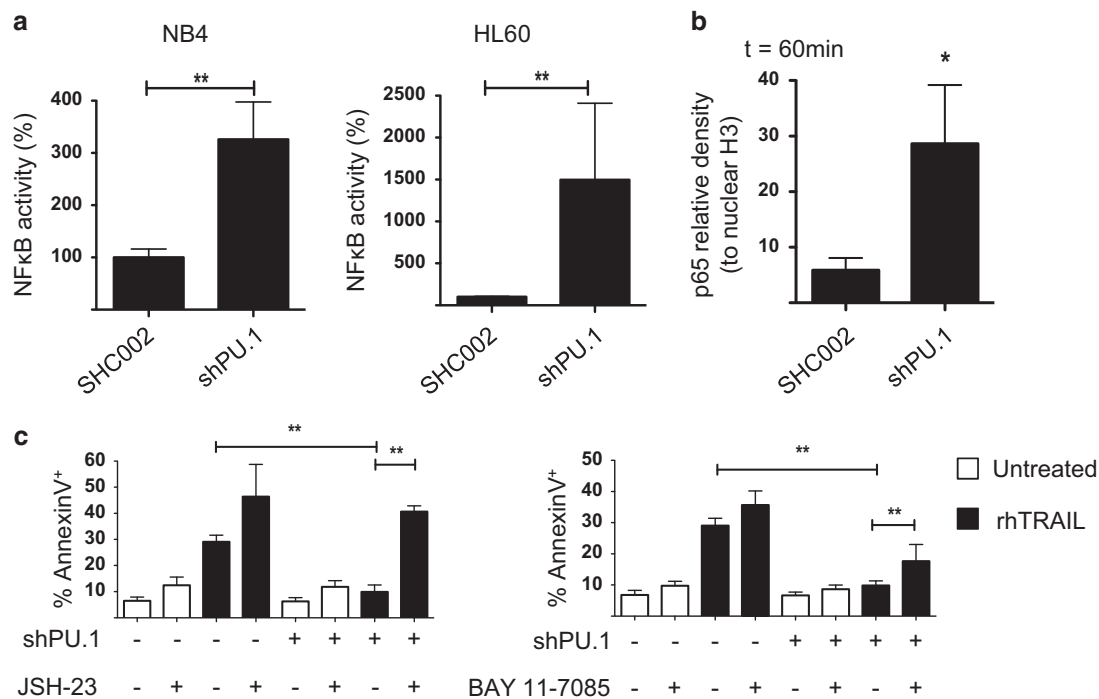 a
NB4
HL60
b
t = 60min
**
**
*
NFκB activity (%)
400
300
200
100
SHC002
shPU.1
NFκB activity (%)
2500
2000
1500
1000
500
SHC002
shPU.1
p65 relative density
(to nuclear H3)
40
30
20
10
SHC002
shPU.1
c
**
**
% AnnexinV+
60
50
40
30
20
10
shPU.1 - - - - + + + +
JSH-23 - + - + - + - +
**
**
% AnnexinV+
50
40
30
20
10
- - - - + + + +
BAY 11-7085 - + - + - + - +
Untreated
rhTRAIL